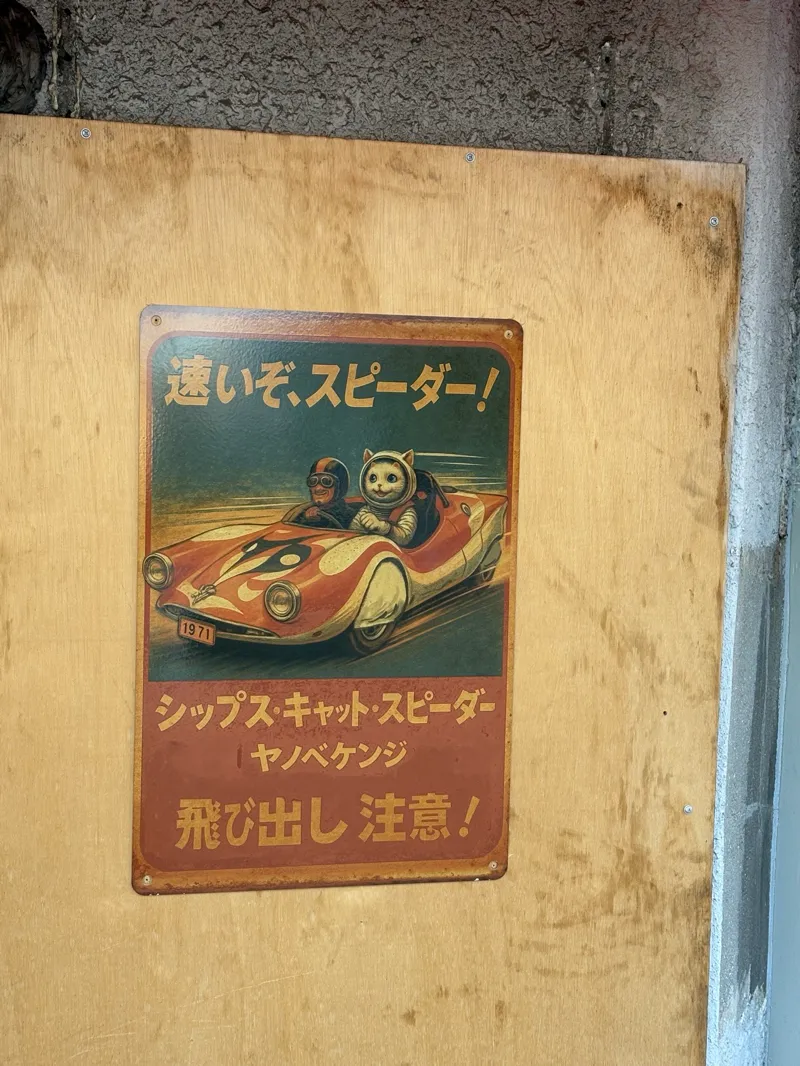 速いぞ、スピーダー!
1971
シップス・キャット・スピーダー
ヤノベケンジ
飛び出し 注意!